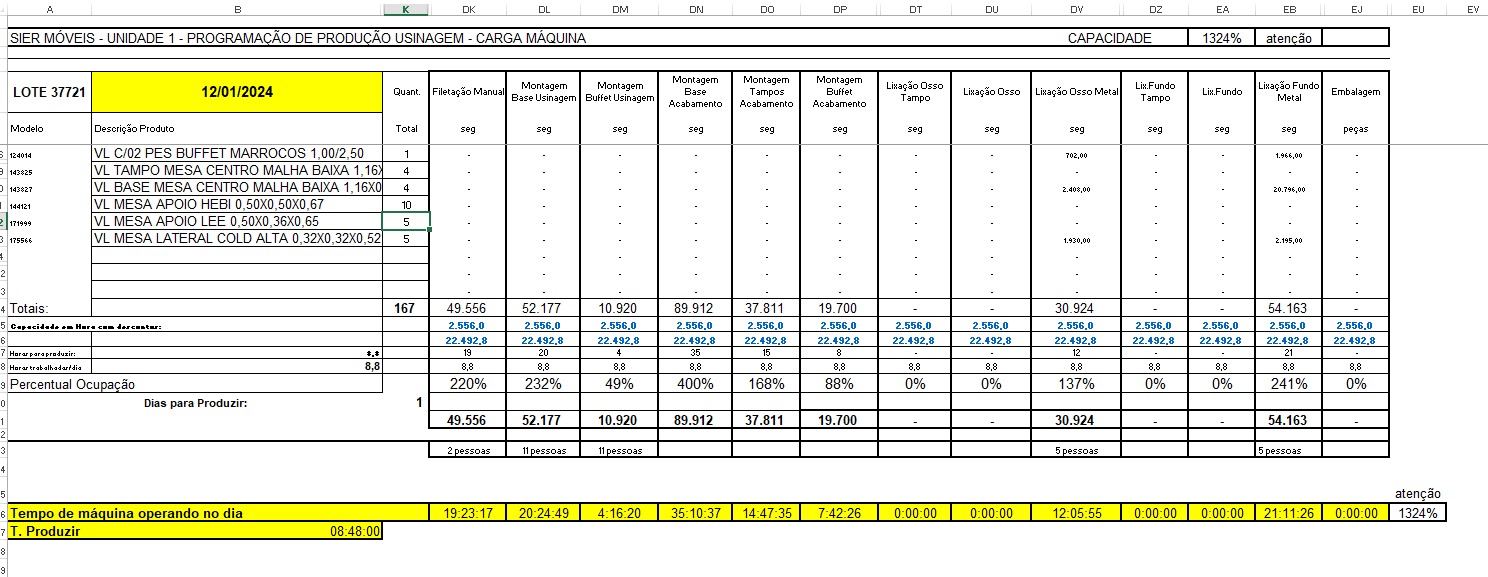 A B K DK DL DM DN DO DP DT DU DV DZ EA EB EJ EU EV
SIER MÓVEIS - UNIDADE 1 - PROGRAMAÇÃO DE PRODUÇÃO USINAGEM - CARGA MÁQUINA CAPACIDADE 1324% atenção
LOTE 37721 12/01/2024 Quant. Filetação Manual Montagem Base Usinagem Montagem Buffet Usinagem Montagem Base Acabamento Montagem Tampos Acabamento Montagem Buffet Acabamento Lixação Osso Tampo Lixação Osso Lixação Osso Metal Lix.Fundo Tampo Lix.Fundo Lixação Fundo Metal Embalagem
Modelo Descrição Produto Total seg seg seg seg seg seg seg seg seg seg seg seg peças
124014 VL C/02 PES BUFFET MARROCOS 1,00/2,50 1 - - - - - - - - 702,00 - - 1.966,00 -
143825 VL TAMPO MESA CENTRO MALHA BAIXA 1,16X 4 - - - - - - - - - - - - -
143827 VL BASE MESA CENTRO MALHA BAIXA 1,16X0 4 - - - - - - - - 2.408,00 - - 20.796,00 -
144121 VL MESA APOIO HEBI 0,50X0,50X0,67 10 - - - - - - - - - - - - -
171999 VL MESA APOIO LEE 0,50X0,36X0,65 5 - - - - - - - - - - - - -
175566 VL MESA LATERAL COLD ALTA 0,32X0,32X0,52 5 - - - - - - - - 1.930,00 - - 2.195,00 -
- - - - - - - - - - - - -
- - - - - - - - - - - - -
- - - - - - - - - - - - -
Totais: 167 49.556 52.177 10.920 89.912 37.811 19.700 - - 30.924 - - 54.163 -
Capacidade em Hora com descontar: 2.556,0 2.556,0 2.556,0 2.556,0 2.556,0 2.556,0 2.556,0 2.556,0 2.556,0 2.556,0 2.556,0 2.556,0 2.556,0
22.492,8 22.492,8 22.492,8 22.492,8 22.492,8 22.492,8 22.492,8 22.492,8 22.492,8 22.492,8 22.492,8 22.492,8 22.492,8
Horas para produzir: 19 20 4 35 15 8 - - 12 - - 21 -
Horas trabalhadas/dia 8,8 8,8 8,8 8,8 8,8 8,8 8,8 8,8 8,8 8,8 8,8 8,8 8,8 8,8
Percentual Ocupação 220% 232% 49% 400% 168% 88% 0% 0% 137% 0% 0% 241% 0%
Dias para Produzir: 1
49.556 52.177 10.920 89.912 37.811 19.700 - - 30.924 - - 54.163 -
2 pessoas 11 pessoas 11 pessoas 5 pessoas 5 pessoas
atenção
Tempo de máquina operando no dia 19:23:17 20:24:49 4:16:20 35:10:37 14:47:35 7:42:26 0:00:00 0:00:00 12:05:55 0:00:00 0:00:00 21:11:26 0:00:00 1324%
T. Produzir 08:48:00